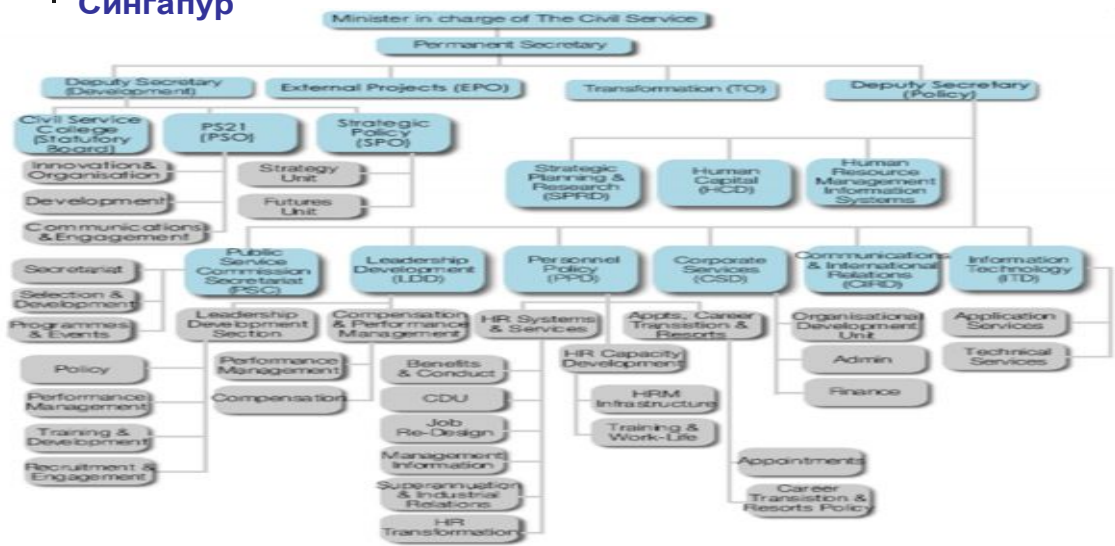 Сингапур
Minister in charge of The Civil Service
Permanent Secretary
Deputy Secretary
(Development)
External Projects (EPO)
Transformation (TO)
Deputy Secretary
(Policy)
Civil Service
College
(Statutory
Board)
PS21
(PSO)
Strategic
Policy
(SPO)
Innovation&
Organisation
Development
Communications
& Engagement
Strategy
Unit
Futures
Unit
Strategic
Planning &
Research
(SPRD)
Human
Capital
(HCD)
Human
Resource
Management
Information
Systems
Public
Service
Commission
Secretariat
(PSC)
Leadership
Development
(LDD)
Personnel
Policy
(PPD)
Corporate
Services
(CSD)
Communications
& International
Relations
(CIRD)
Information
Technology
(ITD)
Secretariat
Selection &
Development
Programmes
& Events
Leadership
Development
Section
Compensation
& Performance
Management
HR Systems
& Services
Appts, Career
Transistion &
Resorts
Organisational
Development
Unit
Application
Services
Policy
Performance
Management
Training &
Development
Recruitment &
Engagement
Performance
Management
Compensation
Benefits
& Conduct
CDU
Job
Re-Design
Management
Information
Superannuation
& Industrial
Relations
HR
Transformation
HR Capacity
Development
HRM
Infrastructure
Training &
Work-Life
Appointments
Career
Transistion &
Resorts Policy
Admin
Finance
Technical
Services